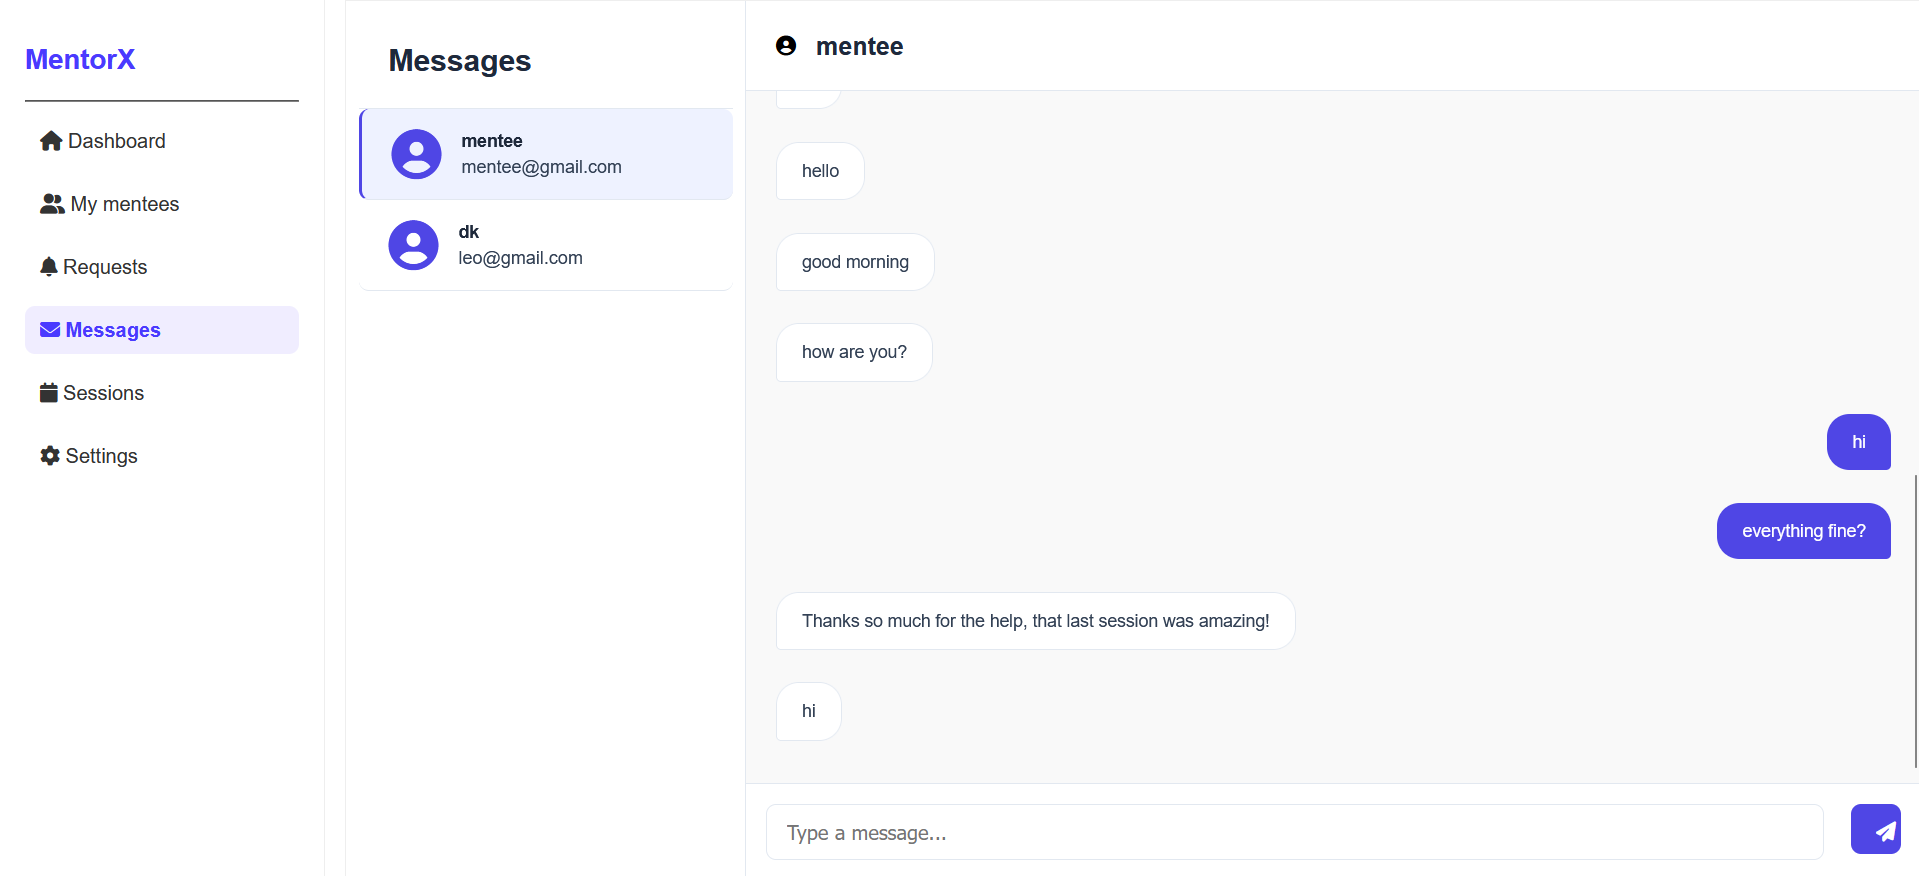 MentorX
Dashboard
My mentees
Requests
Messages
Sessions
Settings
Messages
mentee
mentee@gmail.com
dk
leo@gmail.com
mentee
hello
good morning
how are you?
hi
everything fine?
Thanks so much for the help, that last session was amazing!
hi
Type a message...